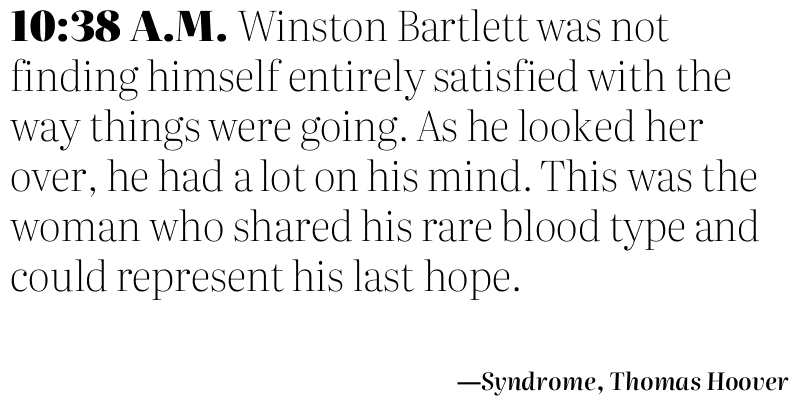 10:38 A.M. Winston Bartlett was not
finding himself entirely satisfied with the
way things were going. As he looked her
over, he had a lot on his mind. This was the
woman who shared his rare blood type and
could represent his last hope.
—Syndrome, Thomas Hoover